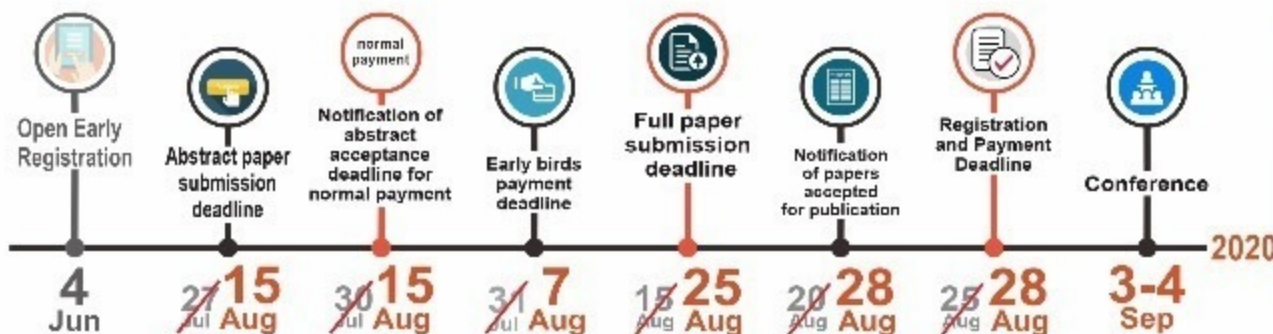 Open Early
Registration
4
Jun
Abstract paper
submission
deadline
27 Jul
15
Aug
normal
payment
Notification of
abstract
acceptance
deadline for
normal payment
30 Jul
15
Aug
Early birds
payment
deadline
31 Jul
7
Aug
Full paper
submission
deadline
15 Aug
25
Aug
Notification
of papers
accepted
for publication
20 Aug
28
Aug
Registration
and Payment
Deadline
25 Aug
28
Aug
Conference
3-4
Sep
2020